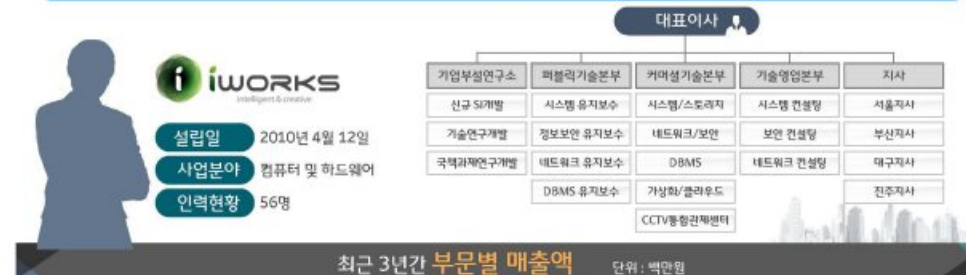 대표이사
iWORKS
intelligent & creative
설립일 2010년 4월 12일
사업분야 컴퓨터 및 하드웨어
인력현황 56명
기업부설연구소 퍼블릭기술본부 커머셜기술본부 기술영업본부 지사
신규 SI개발 시스템 유지보수 시스템/스토리지 시스템 컨설팅 서울지사
기술연구개발 정보보안 유지보수 네트워크/보안 보안 컨설팅 부산지사
국책과제연구개발 네트워크 유지보수 DBMS 네트워크 컨설팅 대구지사
DBMS 유지보수 가상화/클라우드 진주지사
CCTV통합관제센터
최근 3년간 부문별 매출액 단위 : 백만원